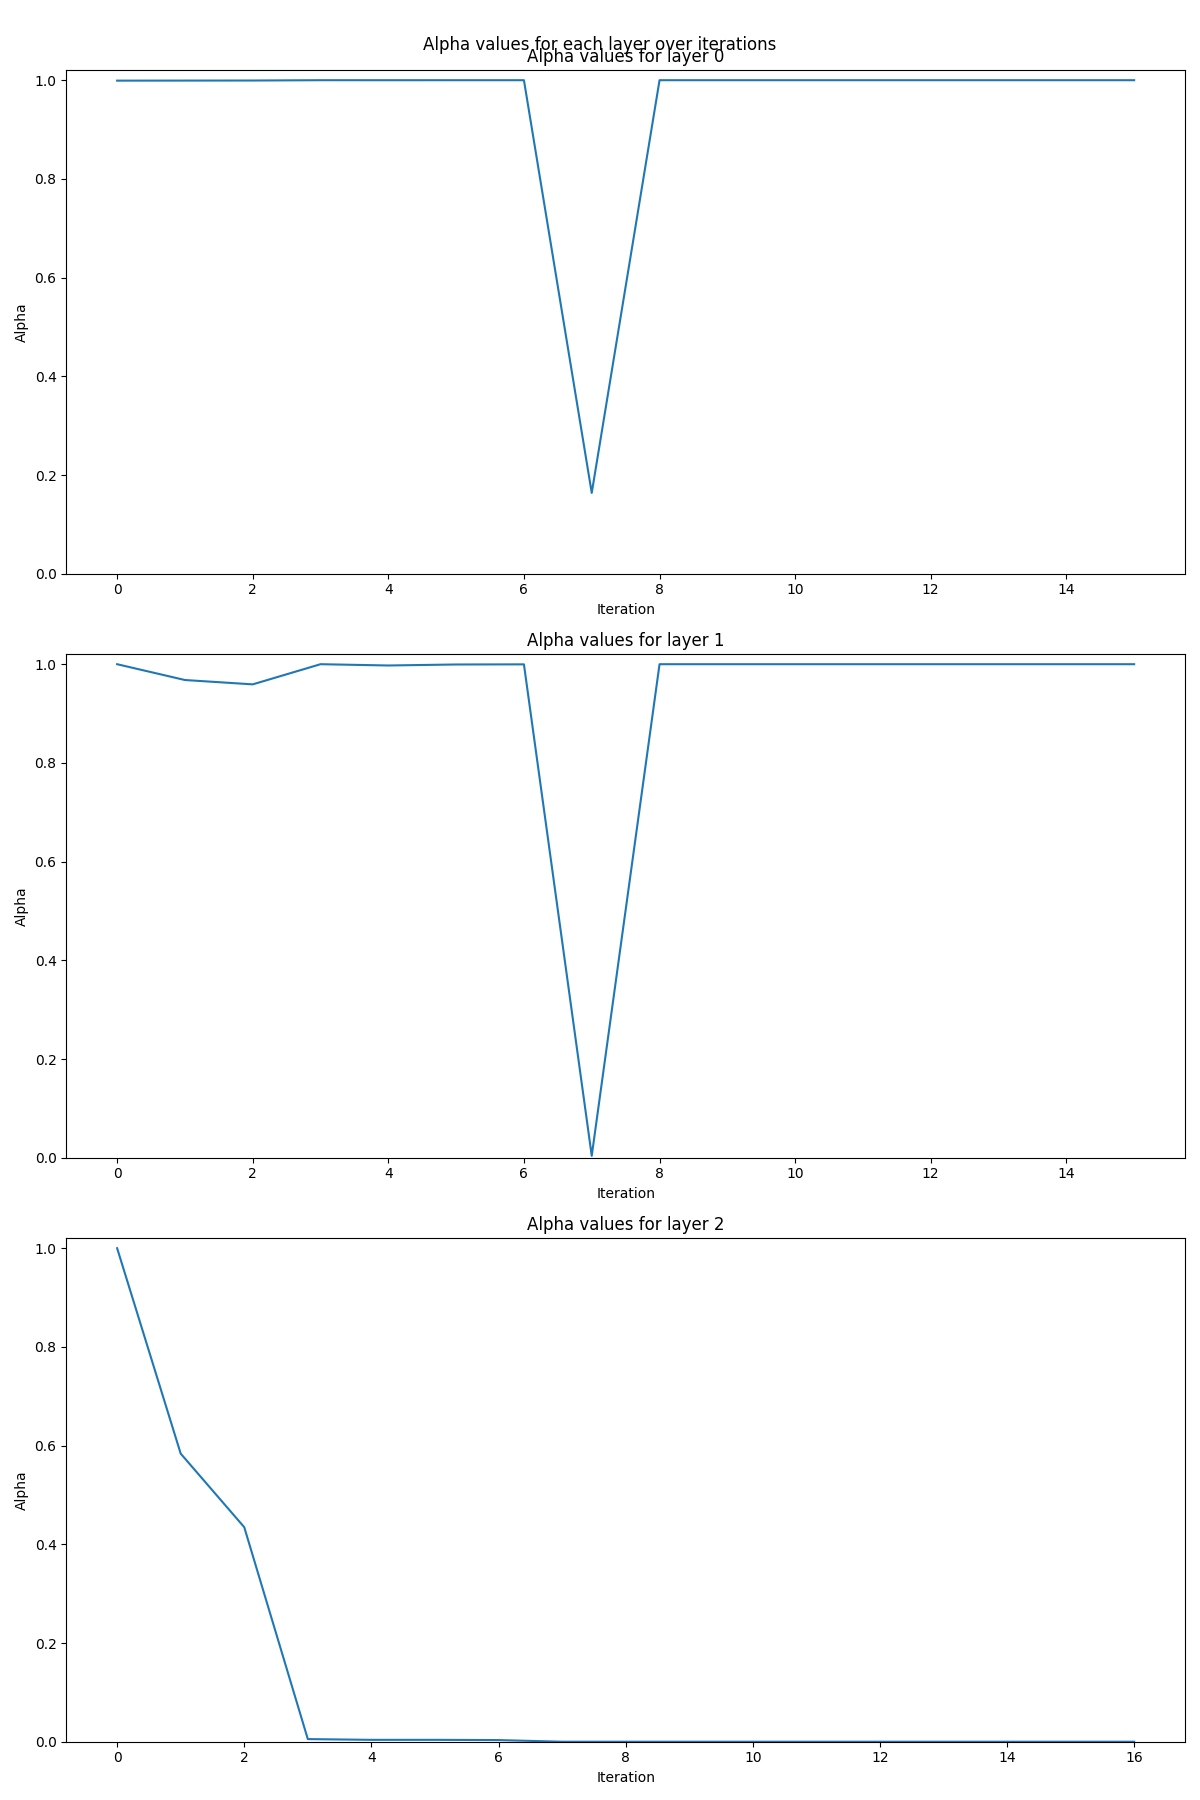 Alpha values for each layer over iterations
Alpha values for layer 0
1.0
0.8
0.6
0.4
0.2
0.0
Alpha
0 2 4 6 8 10 12 14
Iteration
Alpha values for layer 1
1.0
0.8
0.6
0.4
0.2
0.0
Alpha
0 2 4 6 8 10 12 14
Iteration
Alpha values for layer 2
1.0
0.8
0.6
0.4
0.2
0.0
Alpha
0 2 4 6 8 10 12 14 16
Iteration